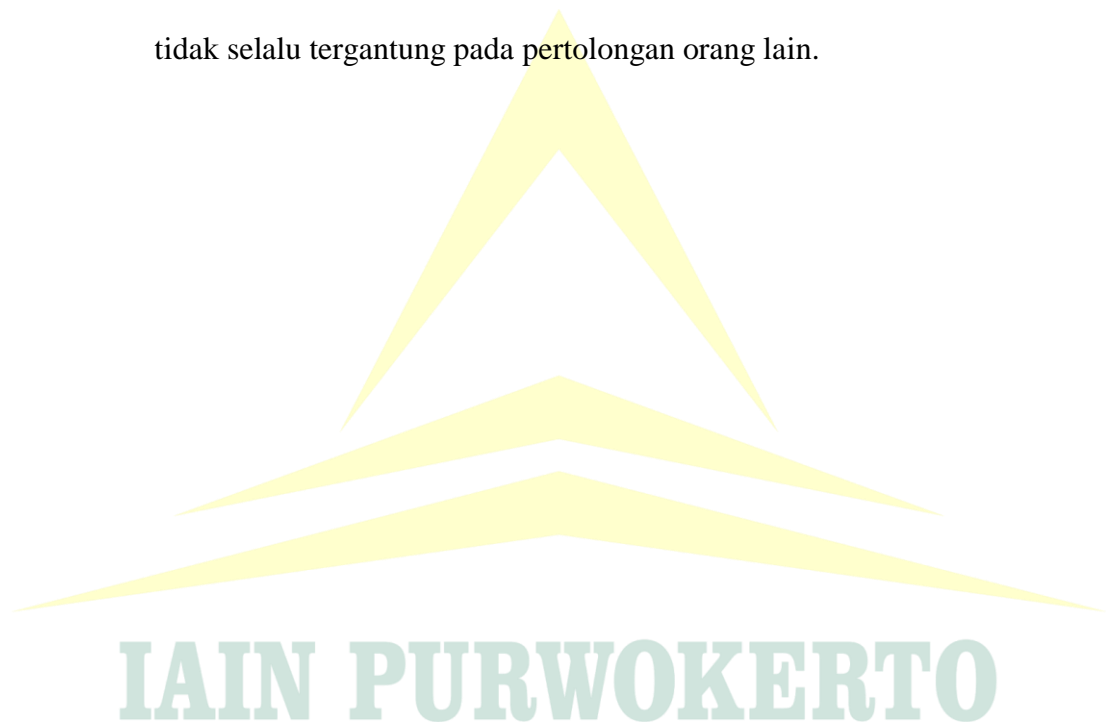 tidak selalu tergantung pada pertolongan orang lain.
IAIN PURWOKERTO